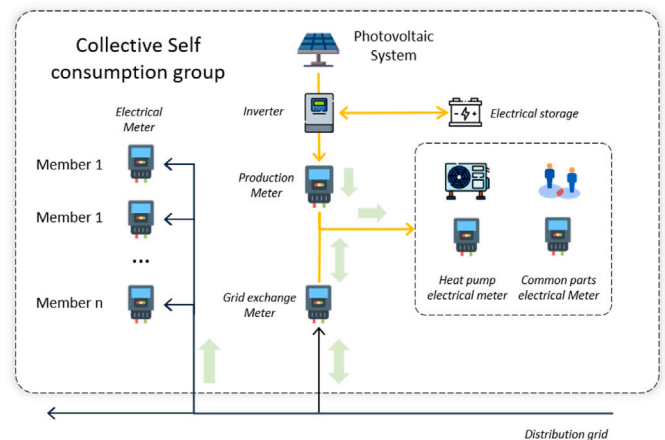 Collective Self
consumption group
Photovoltaic
System
Electrical
Meter
Inverter
Electrical storage
Member 1
Production
Meter
Member 1
...
Heat pump
electrical meter
Common parts
electrical Meter
Member n
Grid exchange
Meter
Distribution grid